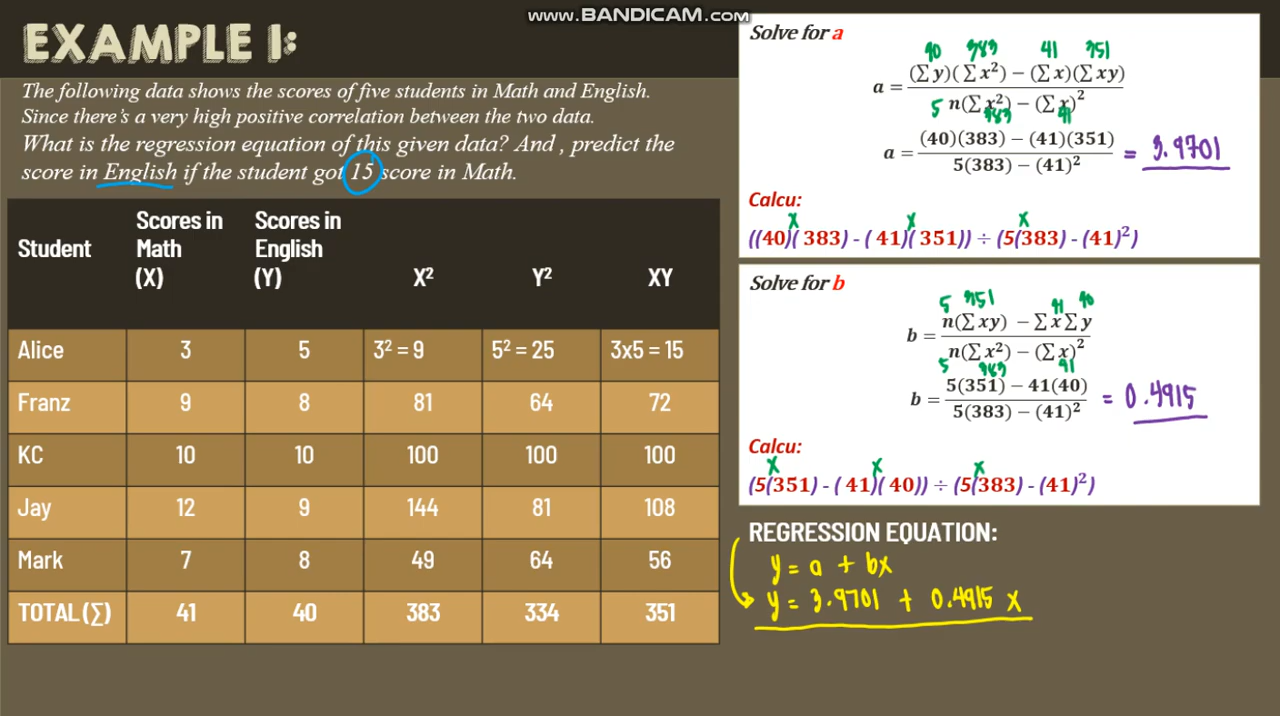 www.BANDICAM.com
EXAMPLE 1:
The following data shows the scores of five students in Math and English.
Since there's a very high positive correlation between the two data.
What is the regression equation of this given data? And , predict the
score in English if the student got 15 score in Math.
Student Scores in Math (X) Scores in English (Y) X² Y² XY
Alice 3 5 3² = 9 5² = 25 3x5 = 15
Franz 9 8 81 64 72
KC 10 10 100 100 100
Jay 12 9 144 81 108
Mark 7 8 49 64 56
TOTAL (∑) 41 40 383 334 351
Solve for a
40 383 41 351
a = (∑ y)( ∑ x²) − (∑ x)(∑ xy)
5 n(∑ x²) − (∑ x)²
383 41
a = (40)(383) − (41)(351) = 3.9701
5(383) − (41)²
Calcu:
x x x
((40)( 383) - ( 41)( 351)) ÷ (5(383) - (41)²)
Solve for b
5 351 41 40
b = n(∑ xy) − ∑ x ∑ y
n(∑ x²) − (∑ x)²
5 383 41
b = 5(351) − 41(40) = 0.4915
5(383) − (41)²
Calcu:
x x x
(5(351) - ( 41)( 40)) ÷ (5(383) - (41)²)
REGRESSION EQUATION:
y = a + bx
y = 3.9701 + 0.4915 x